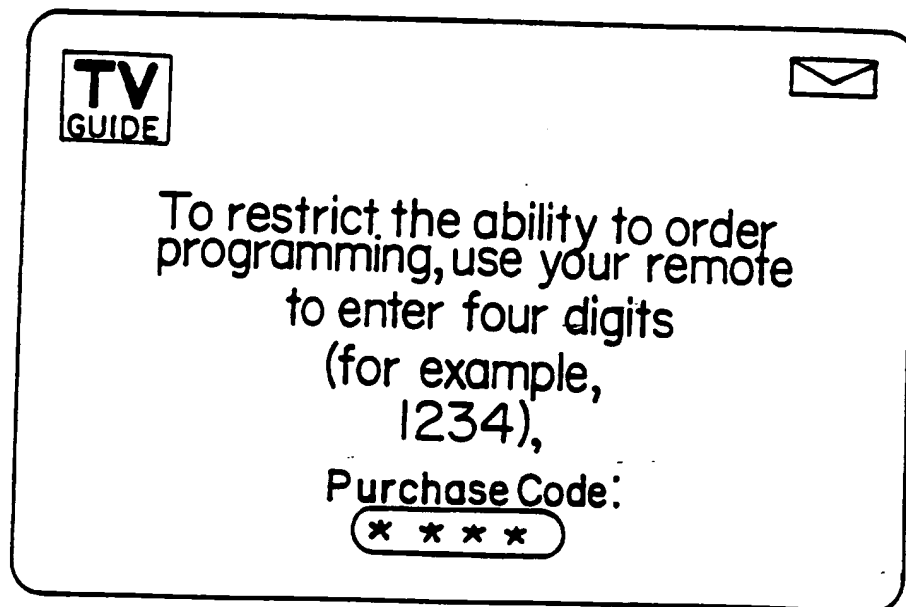 TV
GUIDE
To restrict the ability to order
programming, use your remote
to enter four digits
(for example,
1234),
Purchase Code:
* * * *